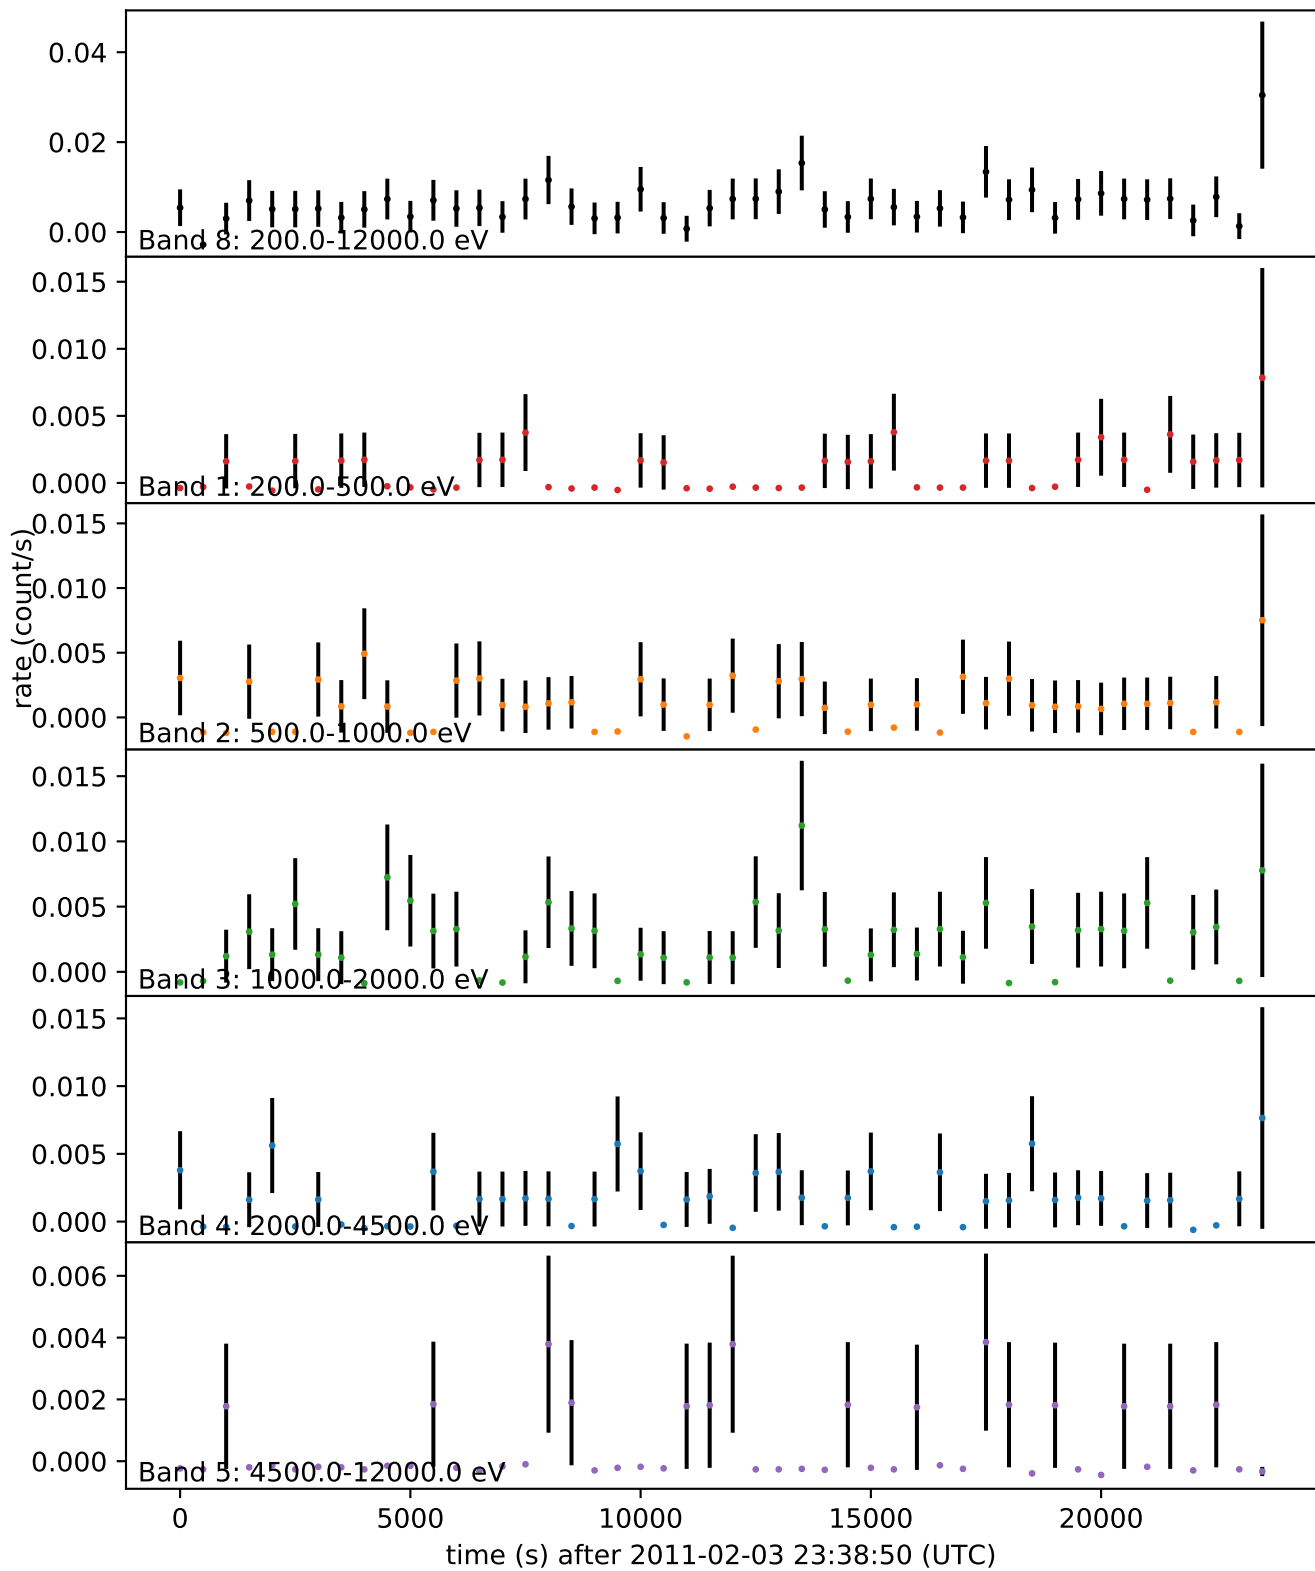 0.04
0.02
0.00
Band 8: 200.0-12000.0 eV
0.015
0.010
0.005
0.000
Band 1: 200.0-500.0 eV
rate (count/s)
0.015
0.010
0.005
0.000
Band 2: 500.0-1000.0 eV
0.015
0.010
0.005
0.000
Band 3: 1000.0-2000.0 eV
0.015
0.010
0.005
0.000
Band 4: 2000.0-4500.0 eV
0.006
0.004
0.002
0.000
Band 5: 4500.0-12000.0 eV
0 5000 10000 15000 20000
time (s) after 2011-02-03 23:38:50 (UTC)